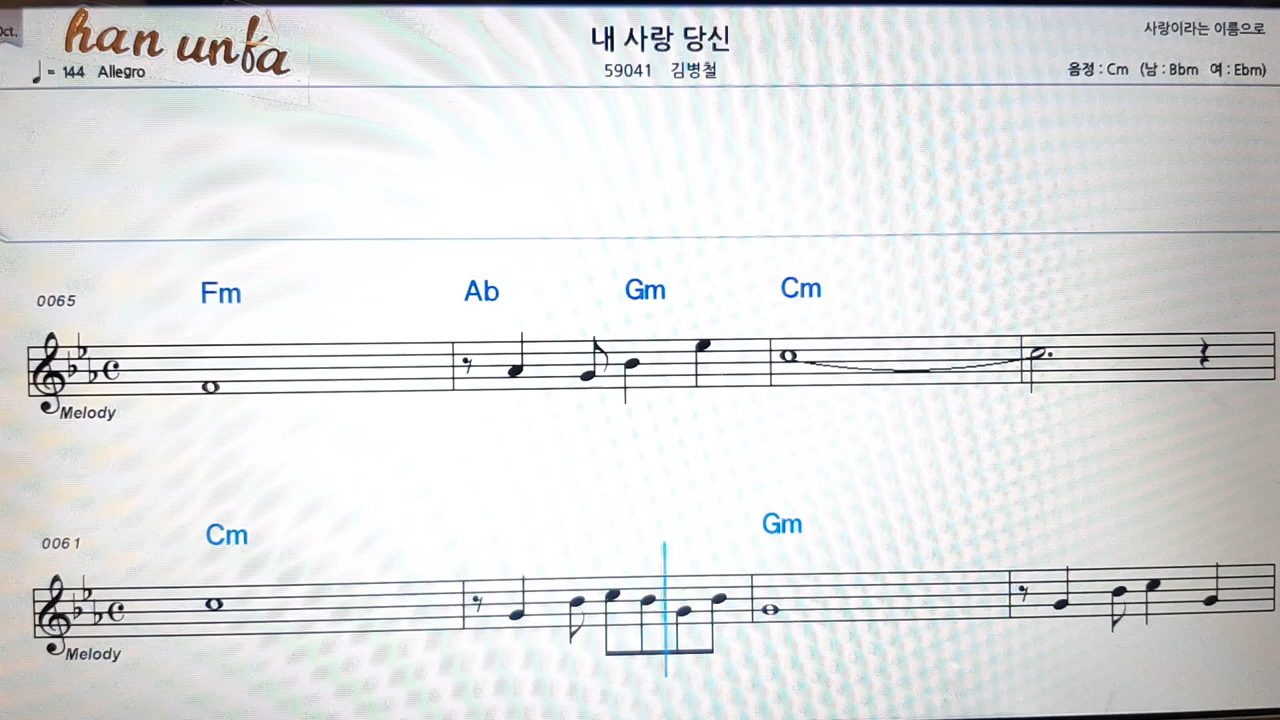 Oct.
han unfa
내 사랑 당신
사랑이라는 이름으로
= 144 Allegro
59041 김병철
음정 : Cm (남 : Bbm 여 : Ebm)
0065
Fm Ab Gm Cm
Melody
0061
Cm Gm
Melody